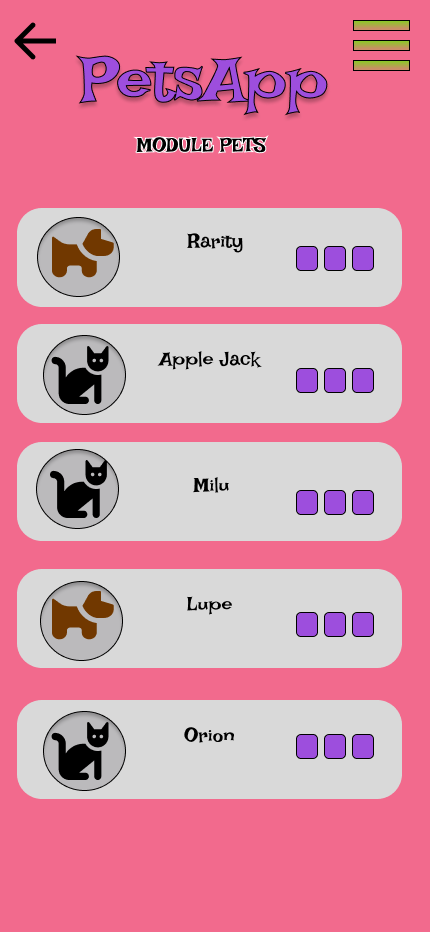 PetsApp
MODULE PETS
Rarity
Apple Jack
Milu
Lupe
Orion